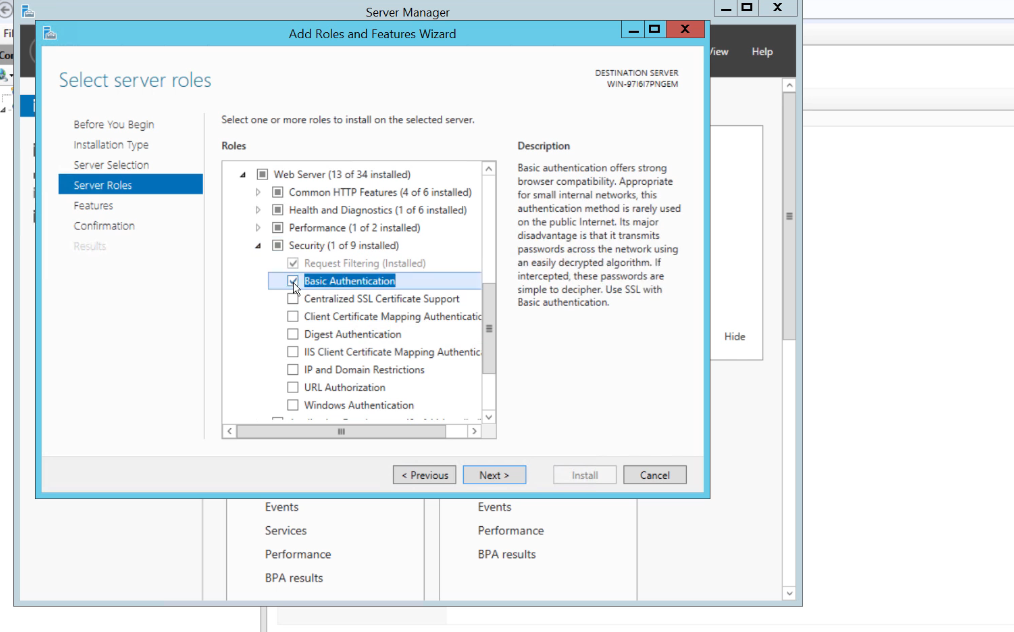 Server Manager
Fil
Add Roles and Features Wizard
Cor
View Help
Select server roles
DESTINATION SERVER
WIN-97I6I7PNGEM
Before You Begin
Installation Type
Server Selection
Server Roles
Features
Confirmation
Results
Select one or more roles to install on the selected server.
Roles
Web Server (13 of 34 installed)
Common HTTP Features (4 of 6 installed)
Health and Diagnostics (1 of 6 installed)
Performance (1 of 2 installed)
Security (1 of 9 installed)
Request Filtering (Installed)
Basic Authentication
Centralized SSL Certificate Support
Client Certificate Mapping Authenticatic
Digest Authentication
IIS Client Certificate Mapping Authentic
IP and Domain Restrictions
URL Authorization
Windows Authentication
Description
Basic authentication offers strong
browser compatibility. Appropriate
for small internal networks, this
authentication method is rarely used
on the public Internet. Its major
disadvantage is that it transmits
passwords across the network using
an easily decrypted algorithm. If
intercepted, these passwords are
simple to decipher. Use SSL with
Basic authentication.
Hide
< Previous
Next >
Install
Cancel
Events
Services
Performance
BPA results
Events
Performance
BPA results